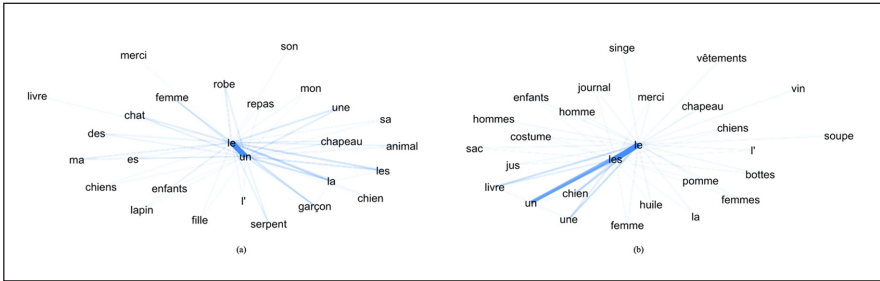 son
merci
robe
mon
livre
femme
repas
une
chat
sa
des
le
chapeau
animal
un
ma
es
les
la
chiens
enfants
chien
lapin
l'
garçon
fille
serpent
(a)
singe
vêtements
journal
vin
enfants
merci
homme
chapeau
hommes
chiens
costume
soupe
sac
le
l'
les
jus
bottes
livre
pomme
chien
un
femmes
huile
une
la
femme
(b)